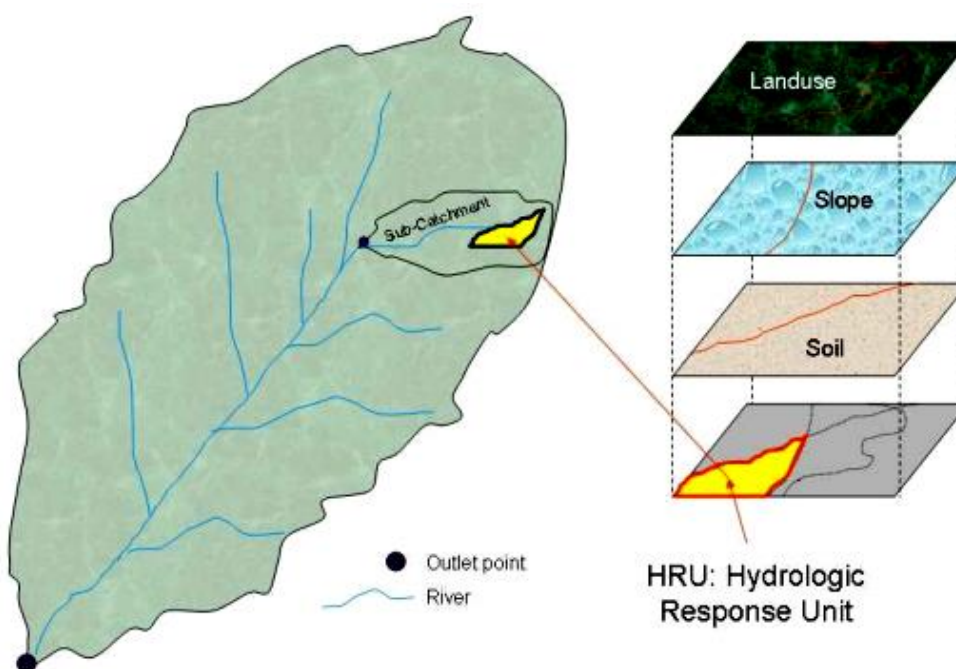 Sub-Catchment
Outlet point
River
Landuse
Slope
Soil
HRU: Hydrologic
Response Unit